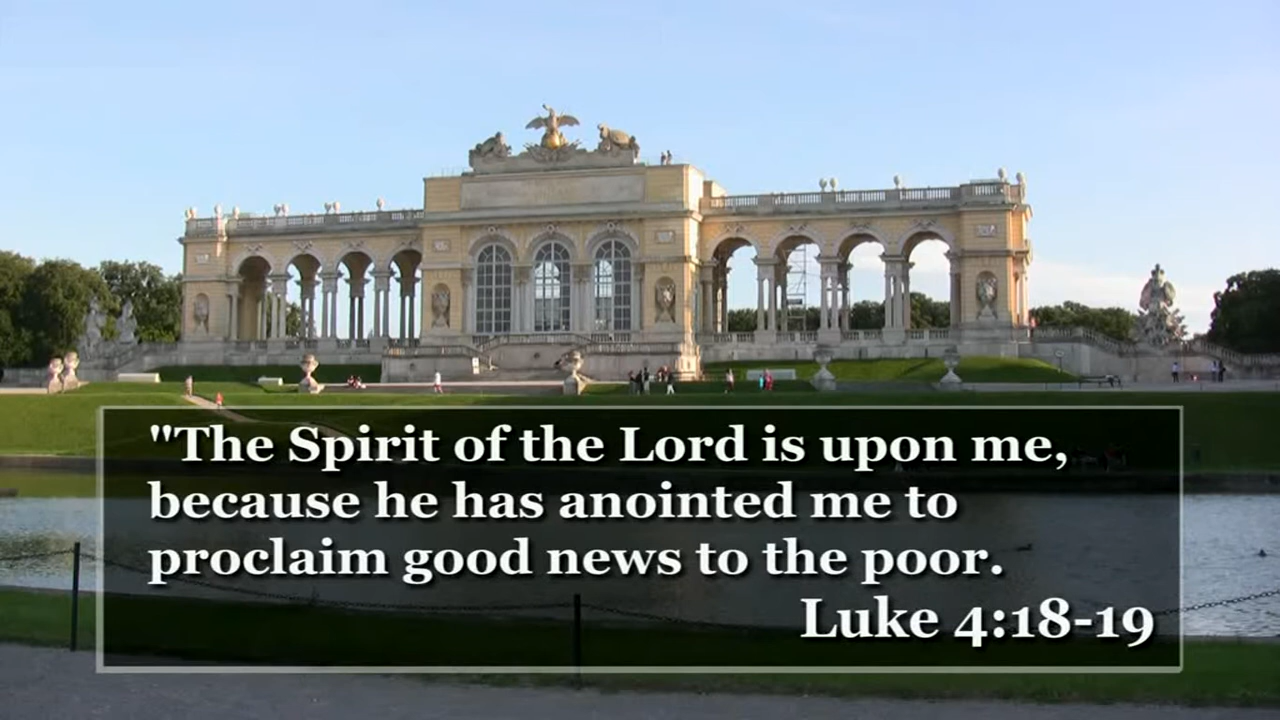 "The Spirit of the Lord is upon me,
because he has anointed me to
proclaim good news to the poor.
Luke 4:18-19